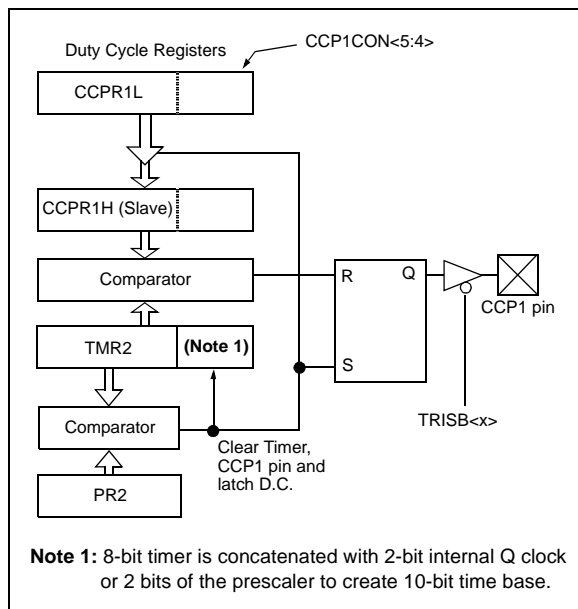 Duty Cycle Registers
CCP1CON<5:4>
CCPR1L
CCPR1H (Slave)
Comparator
R
Q
CCP1 pin
TMR2
(Note 1)
S
Comparator
TRISB<x>
Clear Timer,
CCP1 pin and
latch D.C.
PR2
Note 1: 8-bit timer is concatenated with 2-bit internal Q clock
or 2 bits of the prescaler to create 10-bit time base.